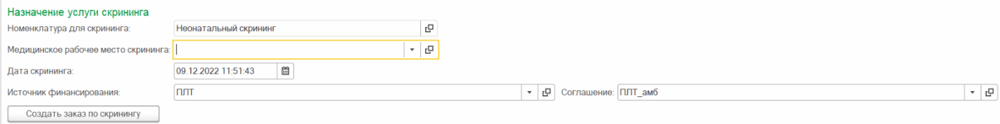 Назначение услуги скрининга
Номенклатура для скрининга: Неонатальный скрининг
Медицинское рабочее место скрининга:
Дата скрининга: 09.12.2022 11:51:43
Источник финансирования: ПЛТ Соглашение: ПЛТ_амб
Создать заказ по скринингу